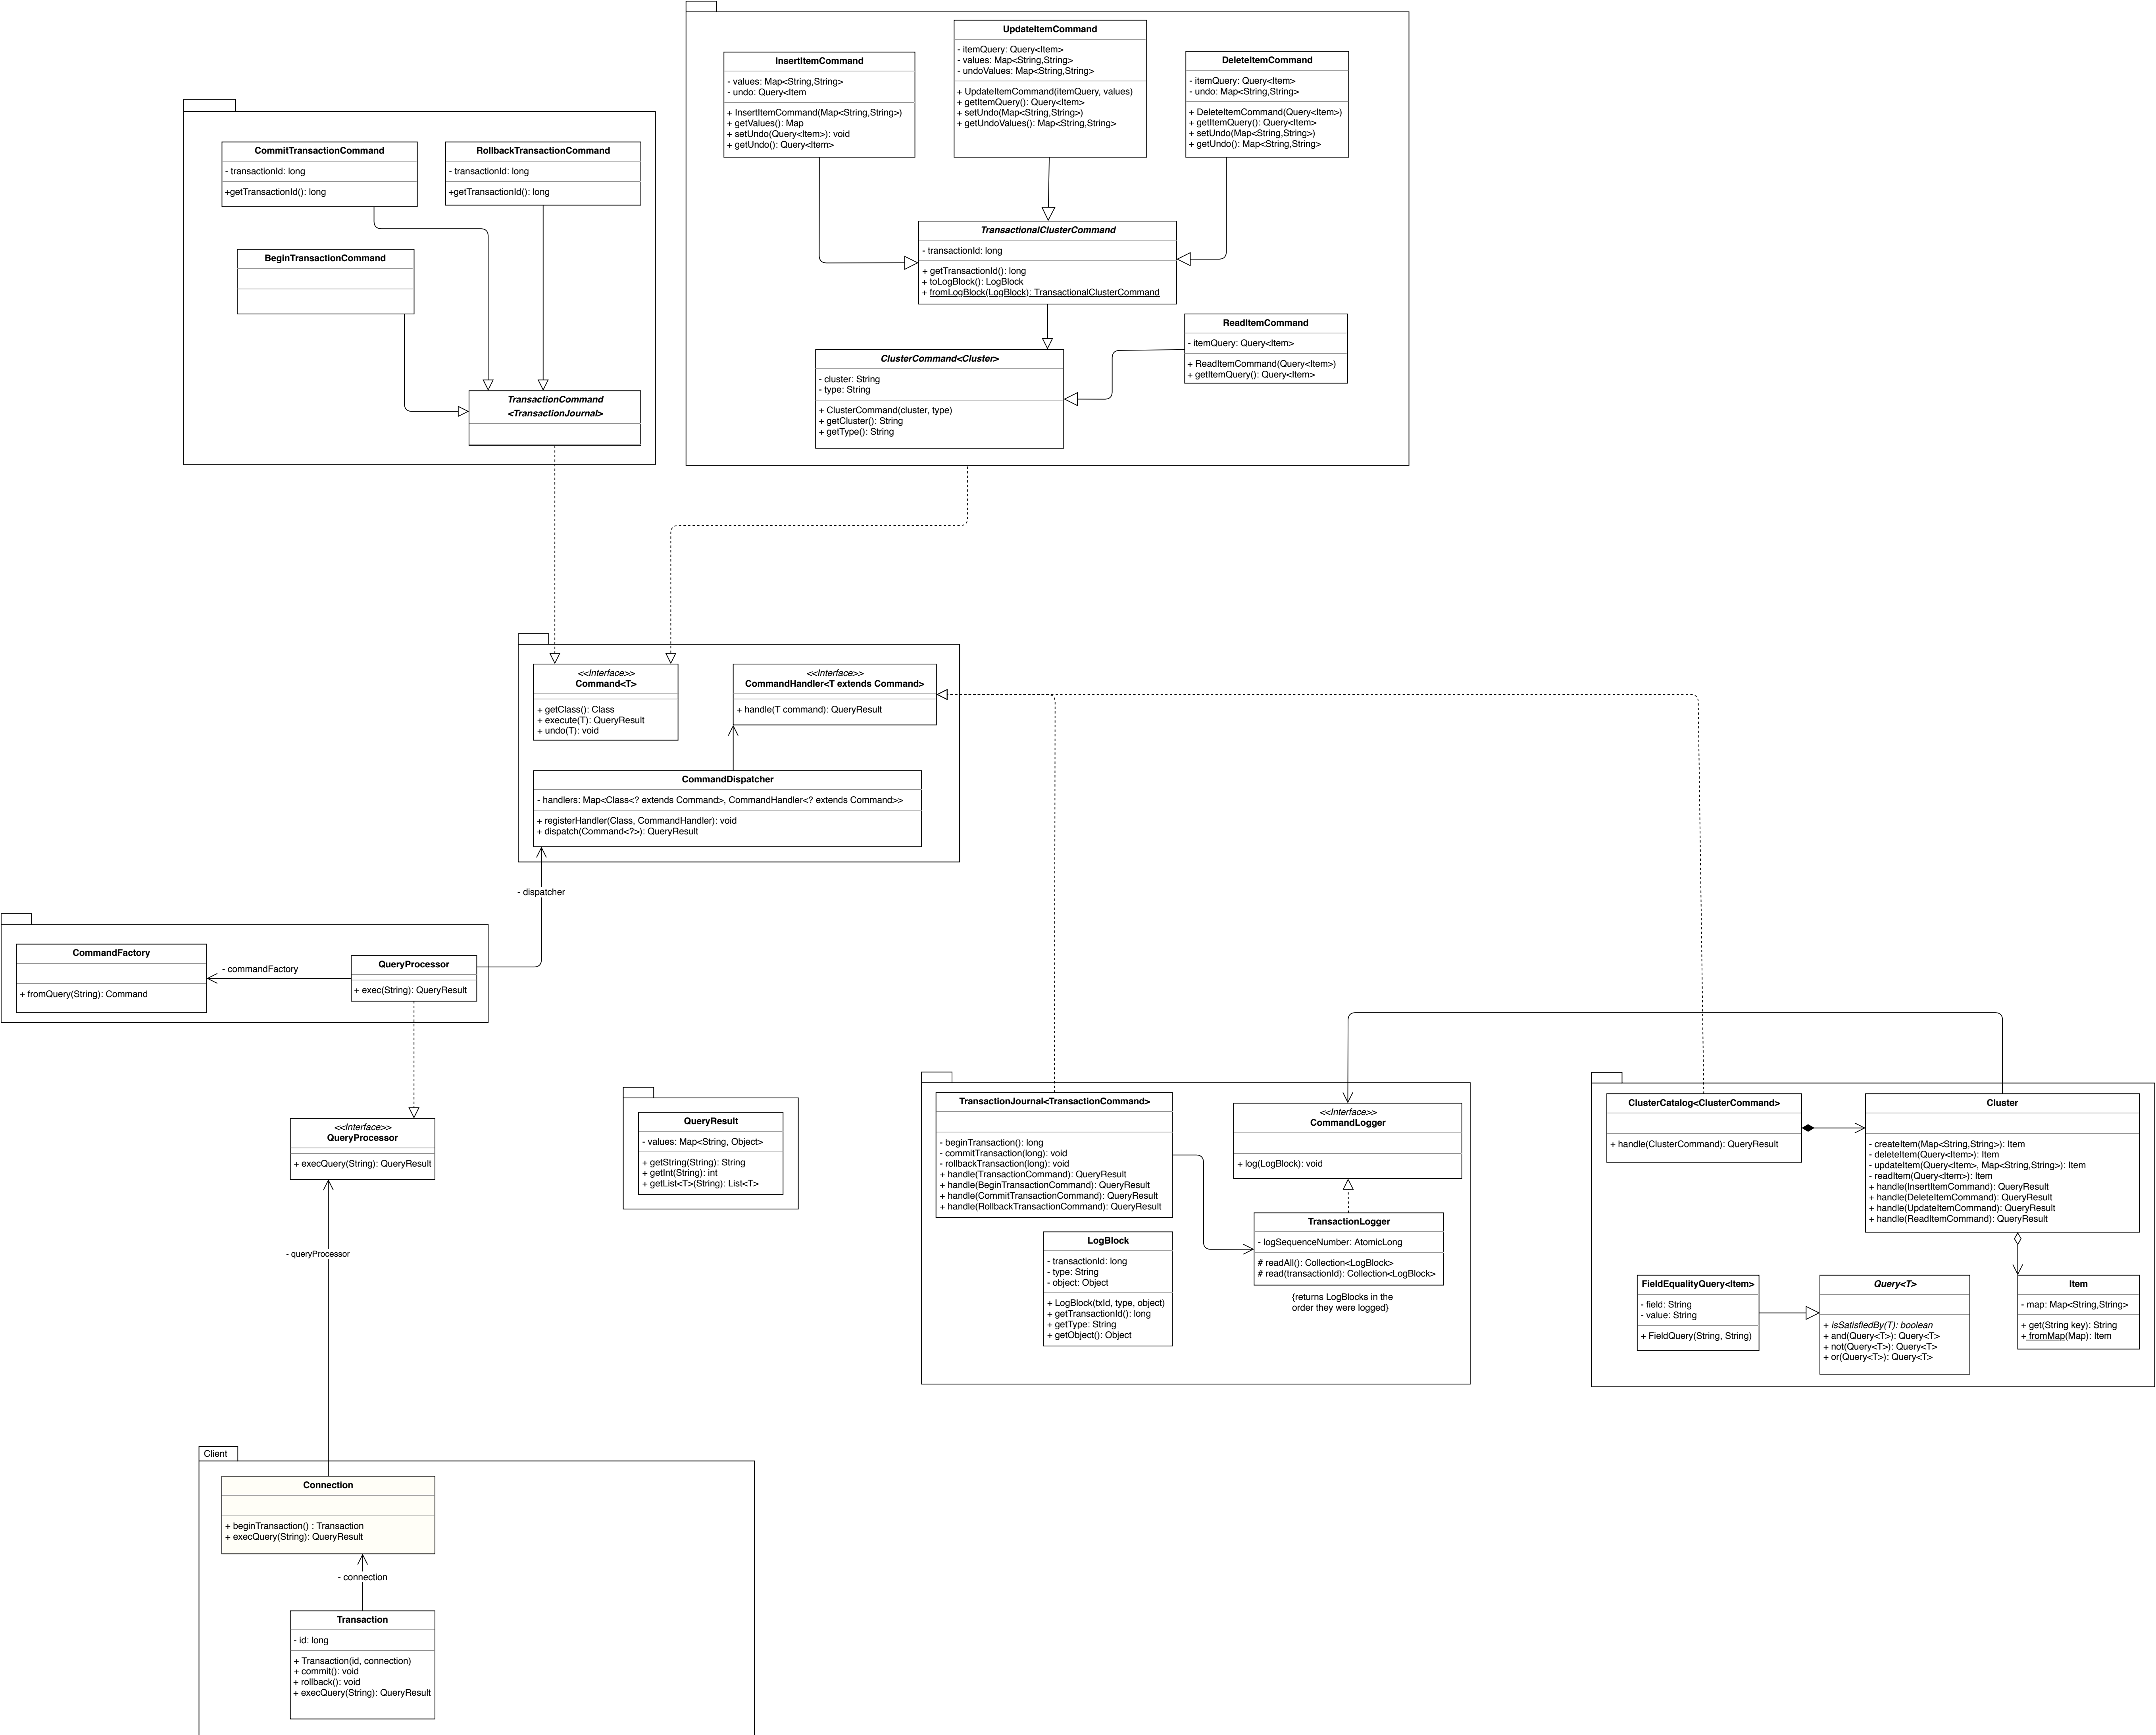 UpdateItemCommand
- itemQuery: Query<Item>
- values: Map<String,String>
- undoValues: Map<String,String>
+ UpdateItemCommand(itemQuery, values)
+ getItemQuery(): Query<Item>
+ setUndo(Map<String,String>)
+ getUndoValues(): Map<String,String>
InsertItemCommand
- values: Map<String,String>
- undo: Query<Item
+ InsertItemCommand(Map<String,String>)
+ getValues(): Map
+ setUndo(Query<Item>): void
+ getUndo(): Query<Item>
DeleteItemCommand
- itemQuery: Query<Item>
- undo: Map<String,String>
+ DeleteItemCommand(Query<Item>)
+ getItemQuery(): Query<Item>
+ setUndo(Map<String,String>)
+ getUndo(): Map<String,String>
CommitTransactionCommand
- transactionId: long
+getTransactionId(): long
RollbackTransactionCommand
- transactionId: long
+getTransactionId(): long
BeginTransactionCommand
TransactionalClusterCommand
- transactionId: long
+ getTransactionId(): long
+ toLogBlock(): LogBlock
+ fromLogBlock(LogBlock): TransactionalClusterCommand
ReadItemCommand
- itemQuery: Query<Item>
+ ReadItemCommand(Query<Item>)
+ getItemQuery(): Query<Item>
ClusterCommand<Cluster>
- cluster: String
- type: String
+ ClusterCommand(cluster, type)
+ getCluster(): String
+ getType(): String
TransactionCommand
<TransactionJournal>
<<Interface>>
Command<T>
+ getClass(): Class
+ execute(T): QueryResult
+ undo(T): void
<<Interface>>
CommandHandler<T extends Command>
+ handle(T command): QueryResult
CommandDispatcher
- handlers: Map<Class<? extends Command>, CommandHandler<? extends Command>>
+ registerHandler(Class, CommandHandler): void
+ dispatch(Command<?>): QueryResult
- dispatcher
CommandFactory
+ fromQuery(String): Command
- commandFactory
QueryProcessor
+ exec(String): QueryResult
<<Interface>>
QueryProcessor
+ execQuery(String): QueryResult
QueryResult
- values: Map<String, Object>
+ getString(String): String
+ getInt(String): int
+ getList<T>(String): List<T>
TransactionJournal<TransactionCommand>
- beginTransaction(): long
- commitTransaction(long): void
- rollbackTransaction(long): void
+ handle(TransactionCommand): QueryResult
+ handle(BeginTransactionCommand): QueryResult
+ handle(CommitTransactionCommand): QueryResult
+ handle(RollbackTransactionCommand): QueryResult
<<Interface>>
CommandLogger
+ log(LogBlock): void
TransactionLogger
- logSequenceNumber: AtomicLong
# readAll(): Collection<LogBlock>
# read(transactionId): Collection<LogBlock>
{returns LogBlocks in the
order they were logged}
LogBlock
- transactionId: long
- type: String
- object: Object
+ LogBlock(txId, type, object)
+ getTransactionId(): long
+ getType: String
+ getObject(): Object
ClusterCatalog<ClusterCommand>
+ handle(ClusterCommand): QueryResult
Cluster
- createItem(Map<String,String>): Item
- deleteItem(Query<Item>): Item
- updateItem(Query<Item>, Map<String,String>): Item
- readItem(Query<Item>): Item
+ handle(InsertItemCommand): QueryResult
+ handle(DeleteItemCommand): QueryResult
+ handle(UpdateItemCommand): QueryResult
+ handle(ReadItemCommand): QueryResult
FieldEqualityQuery<Item>
- field: String
- value: String
+ FieldQuery(String, String)
Query<T>
+ isSatisfiedBy(T): boolean
+ and(Query<T>): Query<T>
+ not(Query<T>): Query<T>
+ or(Query<T>): Query<T>
Item
- map: Map<String,String>
+ get(String key): String
+ fromMap(Map): Item
- queryProcessor
Client
Connection
+ beginTransaction() : Transaction
+ execQuery(String): QueryResult
- connection
Transaction
- id: long
+ Transaction(id, connection)
+ commit(): void
+ rollback(): void
+ execQuery(String): QueryResult